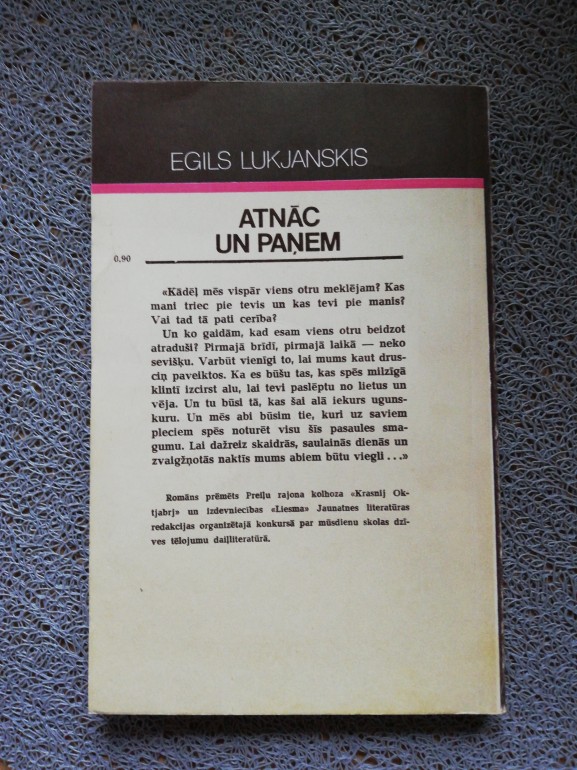 EGILS LUKJANSKIS
ATNĀC
UN PAŅEM
0,90
«Kādēļ mēs vispār viens otru meklējam? Kas
mani triec pie tevis un kas tevi pie manis?
Vai tad tā pati cerība?
Un ko gaidām, kad esam viens otru beidzot
atraduši? Pirmajā brīdī, pirmajā laikā — neko
sevišķu. Varbūt vienīgi to, lai mums kaut drus-
ciņ paveiktos. Ka es būšu tas, kas spēs milzīgā
klintī izcirst alu, lai tevi paslēptu no lietus un
vēja. Un tu būsi tā, kas šai alā iekurs uguns-
kuru. Un mēs abi būsim tie, kuri uz saviem
pleciem spēs noturēt visu šīs pasaules sma-
gumu. Lai dažreiz skaidrās, saulainās dienās un
zvaigžņotās naktīs mums abiem būtu viegli . . .»
Romāns prēmēts Preiļu rajona kolhoza «Krasnij Ok-
tjabrj» un izdevniecības «Liesma» Jaunatnes literatūras
redakcijas organizētajā konkursā par mūsdienu skolas dzī-
ves tēlojumu daiļliteratūrā.